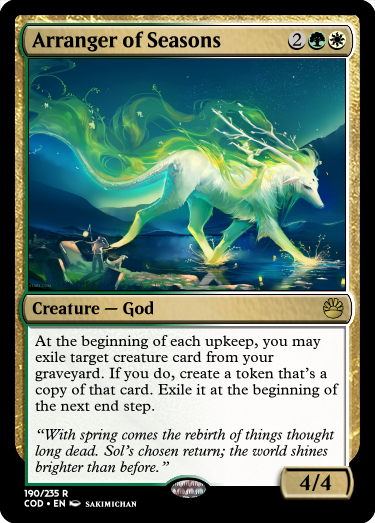 Arranger of Seasons 2
Creature — God
At the beginning of each upkeep, you may
exile target creature card from your
graveyard. If you do, create a token that's a
copy of that card. Exile it at the beginning of
the next end step.
“With spring comes the rebirth of things thought
long dead. Sol's chosen return; the world shines
brighter than before.”
4/4
190/235 R
COD • EN SAKIMICHAN